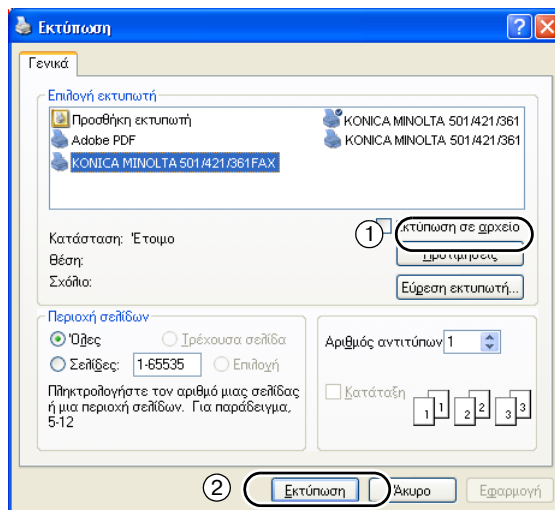 Εκτύπωση
Γενικά
Επιλογή εκτυπωτή
Προσθήκη εκτυπωτή
Adobe PDF
KONICA MINOLTA 501/421/361FAX
KONICA MINOLTA 501/421/361
KONICA MINOLTA 501/421/361
Κατάσταση: Έτοιμο
Θέση:
Σχόλιο:
1
Εκτύπωση σε αρχείο
Προτιμήσεις
Εύρεση εκτυπωτή...
Περιοχή σελίδων
Όλες
Τρέχουσα σελίδα
Σελίδες: 1-65535
Επιλογή
Πληκτρολογήστε τον αριθμό μιας σελίδας
ή μια περιοχή σελίδων. Για παράδειγμα,
5-12
Αριθμός αντιτύπων 1
Κατάταξη
1 1 2 2 3 3
2
Εκτύπωση Άκυρο Εφαρμογή